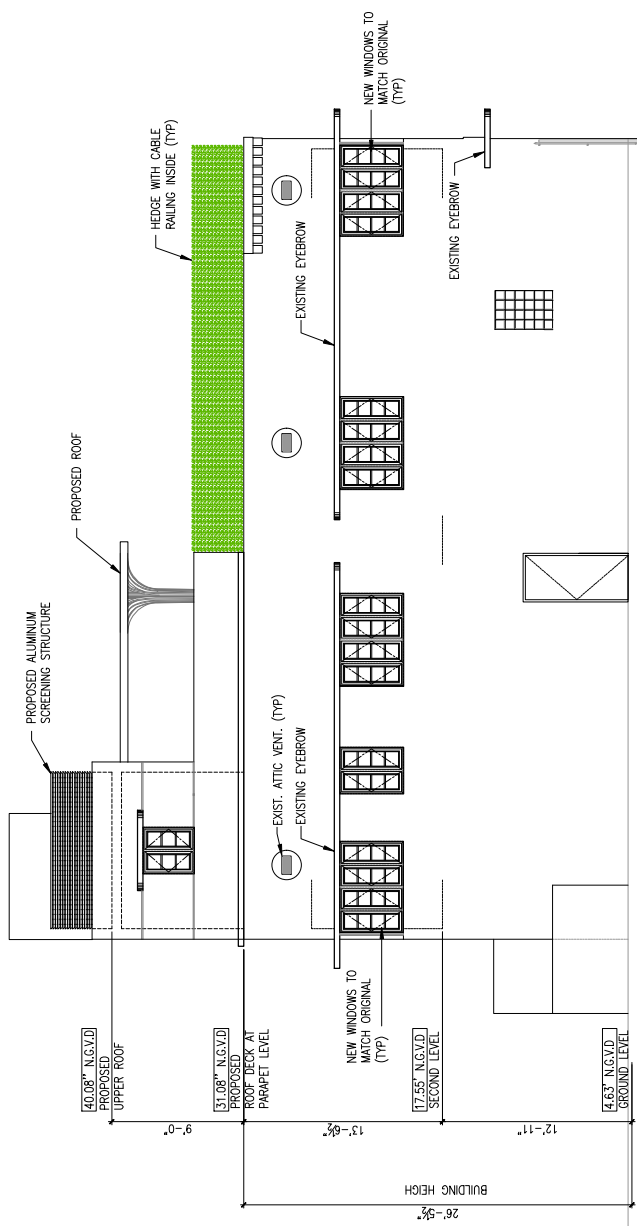 PROPOSED ALUMINUM
SCREENING STRUCTURE
PROPOSED ROOF
HEDGE WITH CABLE
RAILING INSIDE (TYP)
NEW WINDOWS TO
MATCH ORIGINAL
(TYP)
EXIST. ATTIC VENT. (TYP)
EXISTING EYEBROW
EXISTING EYEBROW
EXISTING EYEBROW
NEW WINDOWS TO
MATCH ORIGINAL
(TYP)
40.08" N.G.V.D
PROPOSED
UPPER ROOF
31.08" N.G.V.D
PROPOSED
ROOF DECK AT
PARAPET LEVEL
17.55' N.G.V.D
SECOND LEVEL
4.63' N.G.V.D
GROUND LEVEL
9'-0"
13'-6½"
12'-11"
BUILDING HEIGH
26'-5½"